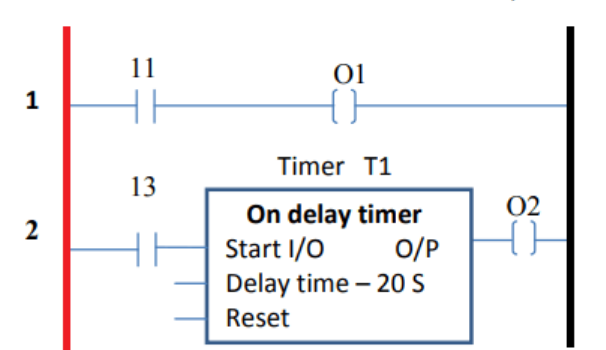 11 O1
1
Timer T1
13
On delay timer
O2
2
Start I/O O/P
Delay time – 20 S
Reset